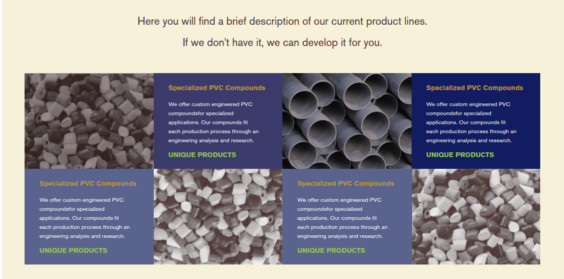 Here you will find a brief description of our current product lines.
If we don't have it, we can develop it for you.
Specialized PVC Compounds
We offer custom engineered PVC
compoundsfor specialized
applications. Our compounds fit
each production process through an
engineering analysis and research.
UNIQUE PRODUCTS
Specialized PVC Compounds
We offer custom engineered PVC
compoundsfor specialized
applications. Our compounds fit
each production process through an
engineering analysis and research.
UNIQUE PRODUCTS
Specialized PVC Compounds
We offer custom engineered PVC
compoundsfor specialized
applications. Our compounds fit
each production process through an
engineering analysis and research.
UNIQUE PRODUCTS
Specialized PVC Compounds
We offer custom engineered PVC
compoundsfor specialized
applications. Our compounds fit
each production process through an
engineering analysis and research.
UNIQUE PRODUCTS